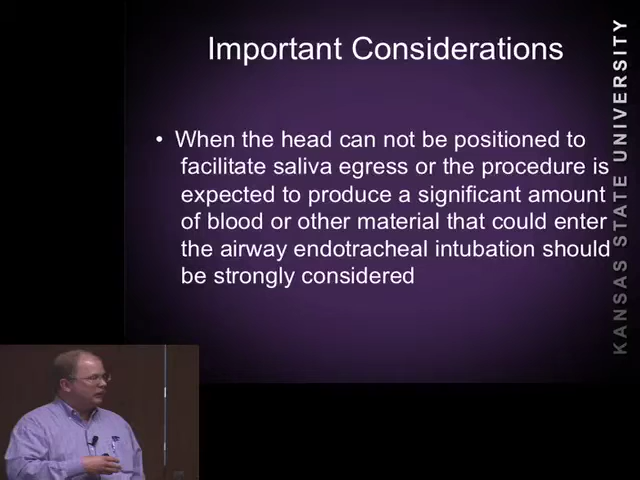 Important Considerations
• When the head can not be positioned to
facilitate saliva egress or the procedure is
expected to produce a significant amount
of blood or other material that could enter
the airway endotracheal intubation should
be strongly considered
KANSAS STATE UNIVERSITY